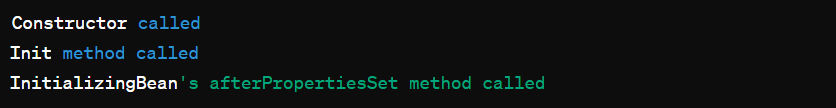 Constructor called
Init method called
InitializingBean's afterPropertiesSet method called